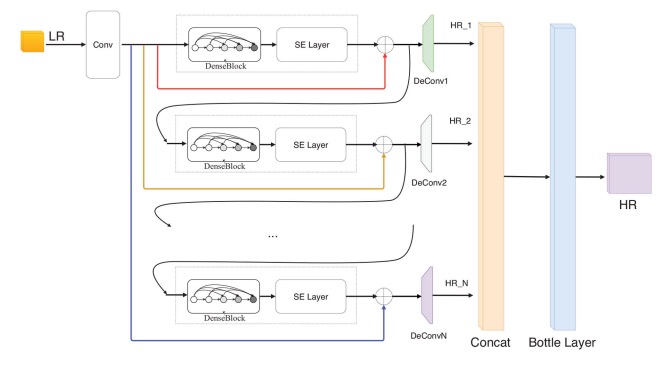 LR
Conv
DenseBlock
SE Layer
HR_1
DeConv1
DenseBlock
SE Layer
HR_2
DeConv2
...
DenseBlock
SE Layer
HR_N
DeConvN
Concat
Bottle Layer
HR